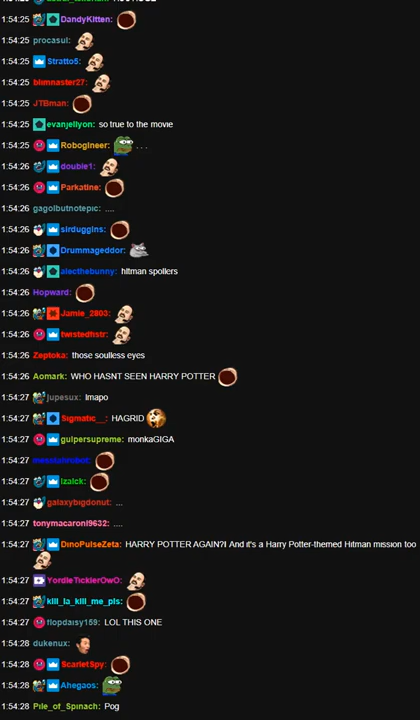 1:54:25 DandyKitten:
1:54:25 procasul:
1:54:25 Stratto5:
1:54:25 blimnaster27:
1:54:25 JTBman:
1:54:25 evanjellyon: so true to the movie
1:54:25 Robogineer: ...
1:54:26 double1:
1:54:26 Parkatine:
1:54:26 gagolbutnotepic: ....
1:54:26 sirduggins:
1:54:26 Drummageddor:
1:54:26 alecthebunny: hitman spoilers
1:54:26 Hopward:
1:54:26 Jamie_2803:
1:54:26 twistedfistr:
1:54:26 Zeptoka: those soulless eyes
1:54:26 Aomark: WHO HASNT SEEN HARRY POTTER
1:54:27 jupesux: lmapo
1:54:27 Sigmatic__: HAGRID
1:54:27 gulpersupreme: monkaGIGA
1:54:27
1:54:27 Izalck:
1:54:27 galaxybigdonut: ...
1:54:27 tonymacaroni9632: ....
1:54:27 DinoPulseZeta: HARRY POTTER AGAIN?! And it's a Harry Potter-themed Hitman mission too
1:54:27 YordleTicklerOwO:
1:54:27 kill_la_kill_me_pls:
1:54:27 flopdaisy159: LOL THIS ONE
1:54:28 dukenux:
1:54:28 ScarletSpy:
1:54:28 Ahegaos:
1:54:28 Pile_of_Spinach: Pog